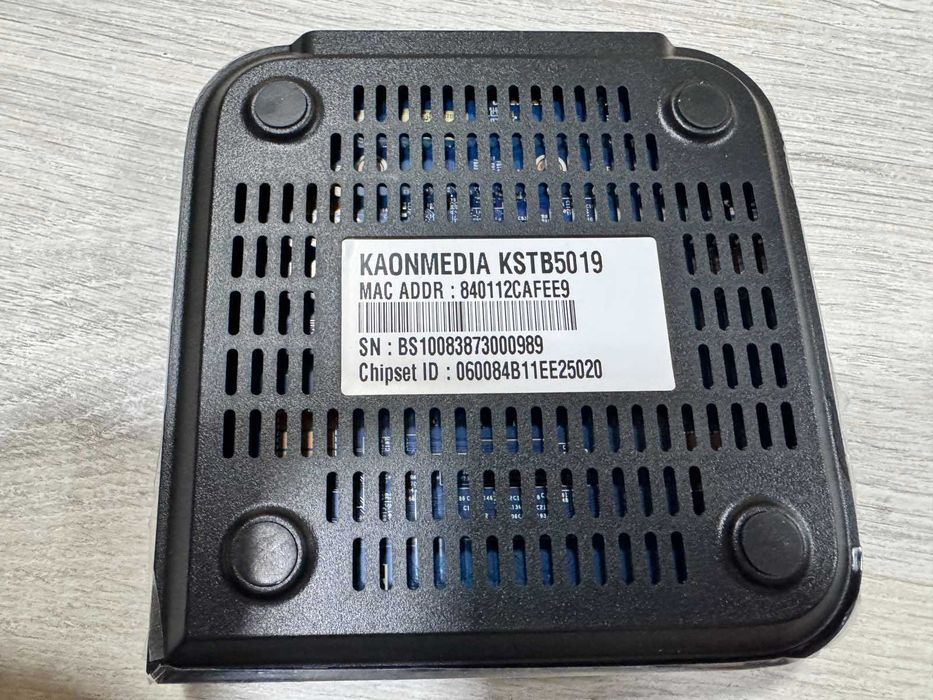 KAONMEDIA KSTB5019
MAC ADDR : 840112CAFEE9
SN : BS10083873000989
Chipset ID : 060084B11EE25020